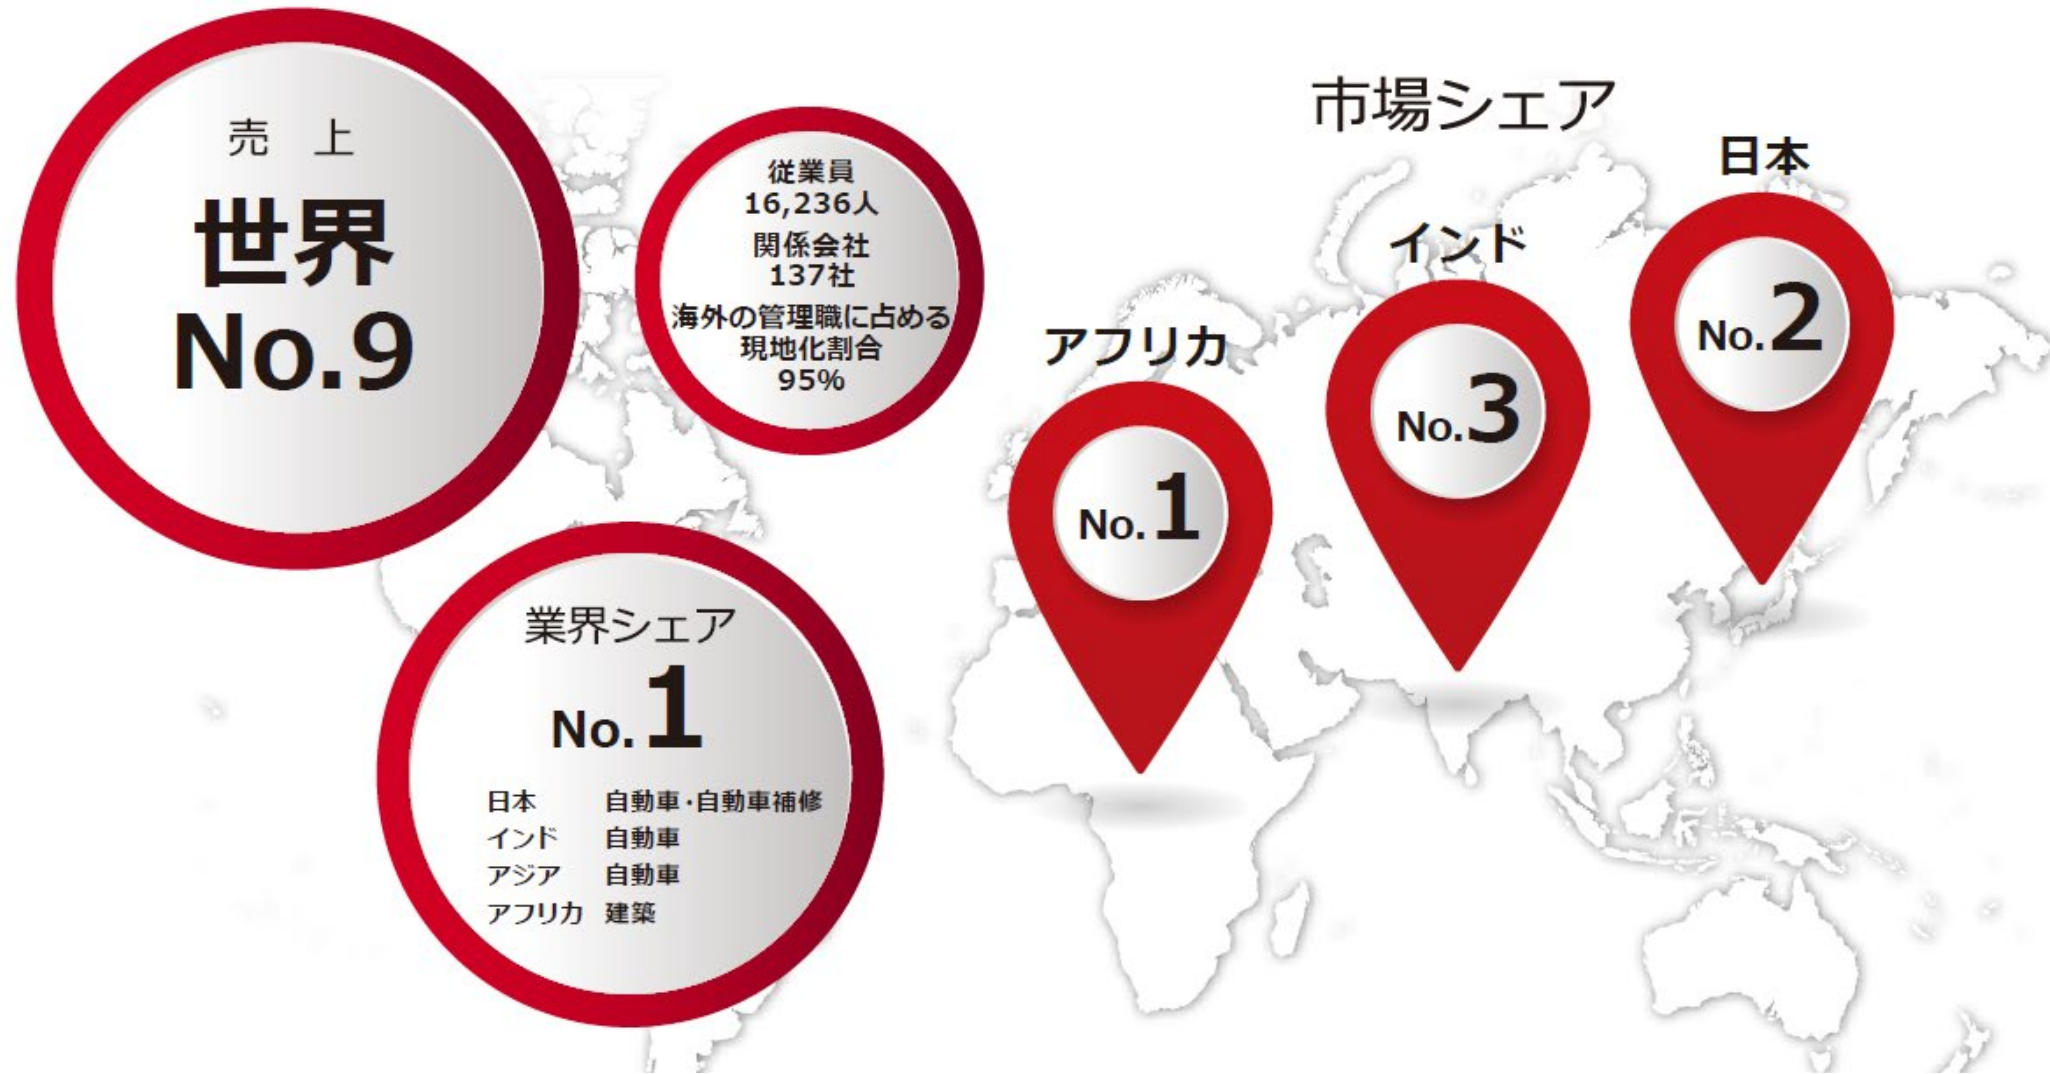 売 上
世界
No.9
従業員
16,236人
関係会社
137社
海外の管理職に占める
現地化割合
95%
業界シェア
No.1
日本 自動車・自動車補修
インド 自動車
アジア 自動車
アフリカ 建築
市場シェア
アフリカ
No.1
インド
No.3
日本
No.2